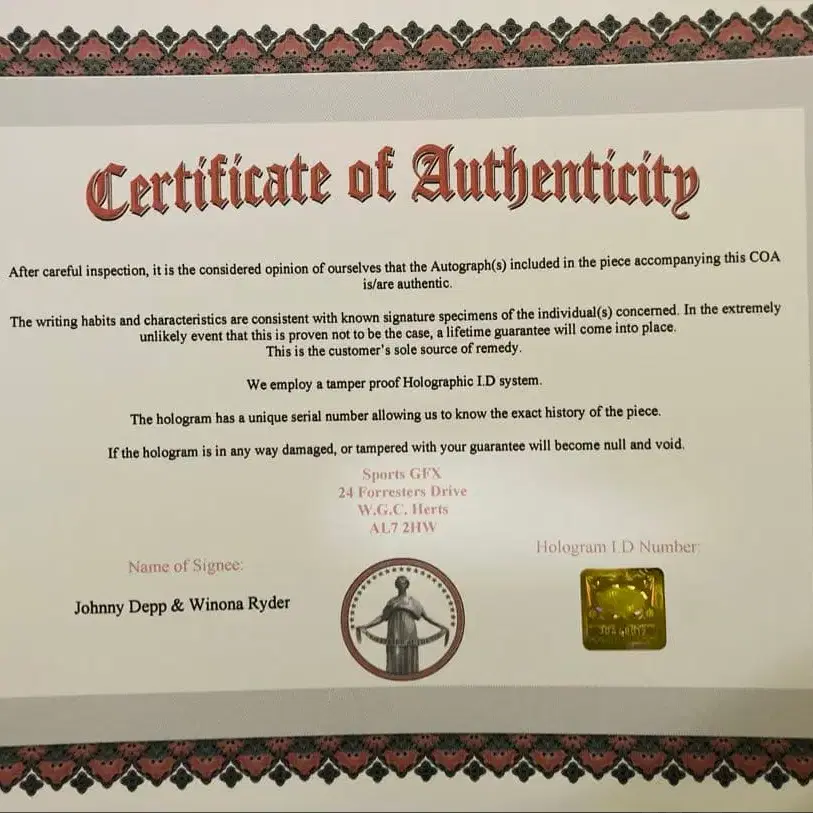 Certificate of Authenticity
After careful inspection, it is the considered opinion of ourselves that the Autograph(s) included in the piece accompanying this COA
is/are authentic.
The writing habits and characteristics are consistent with known signature specimens of the individual(s) concerned. In the extremely
unlikely event that this is proven not to be the case, a lifetime guarantee will come into place.
This is the customer's sole source of remedy.
We employ a tamper proof Holographic I.D system.
The hologram has a unique serial number allowing us to know the exact history of the piece.
If the hologram is in any way damaged, or tampered with your guarantee will become null and void.
Sports GFX
24 Forresters Drive
W.G.C. Herts
AL7 2HW
Hologram I.D Number:
Name of Signee:
Johnny Depp & Winona Ryder